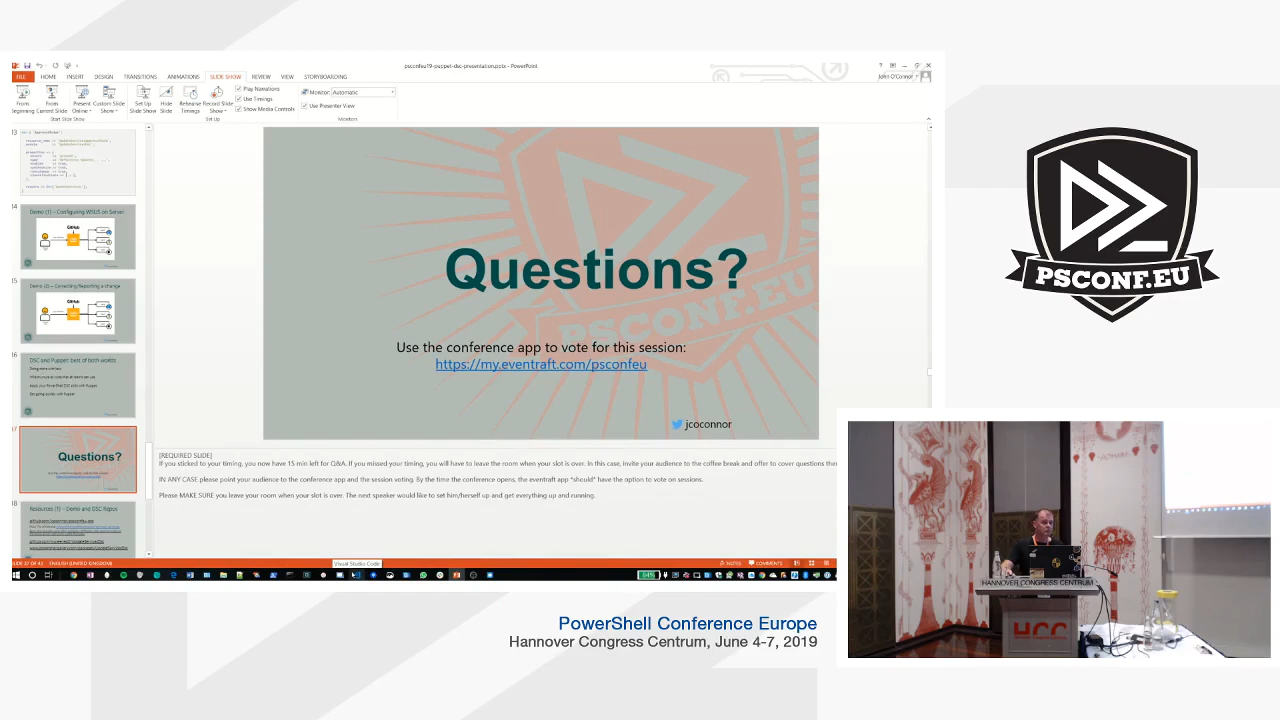 psconfeu19-puppet-dsc-presentation.pptx - PowerPoint
FILE HOME INSERT DESIGN TRANSITIONS ANIMATIONS SLIDE SHOW REVIEW VIEW STORYBOARDING
John O'Connor
From Beginning
From Current Slide
Present Online
Custom Slide Show
Start Slide Show
Set Up Slide Show
Hide Slide
Rehearse Timings
Record Slide Show
Play Narrations
Use Timings
Show Media Controls
Set Up
Monitor: Automatic
Use Presenter View
Monitors
Demo (1) – Configuring WSUS on Server
GitHub
Demo (2) – Correcting/Reporting a change
GitHub
DSC and Puppet: best of both worlds
Questions?
Resources (1) – Demo and DSC Repos
Questions?
Use the conference app to vote for this session:
https://my.eventraft.com/psconfeu
jcoconnor
PSCONF.EU
[REQUIRED SLIDE]
If you sticked to your timing, you now have 15 min left for Q&A. If you missed your timing, you will have to leave the room when your slot is over. In this case, invite your audience to the coffee break and offer to cover questions
IN ANY CASE please point your audience to the conference app and the session voting. By the time the conference opens, the eventraft app *should* have the option to vote on sessions.
Please MAKE SURE you leave your room when your slot is over. The next speaker would like to set him/herself up and get everything up and running.
Visual Studio Code
ENGLISH (UNITED KINGDOM)
NOTES COMMENTS
84%
PSCONF.EU
PowerShell Conference Europe
Hannover Congress Centrum, June 4-7, 2019
HANNOVER CONGRESS CENTRUM
HCC